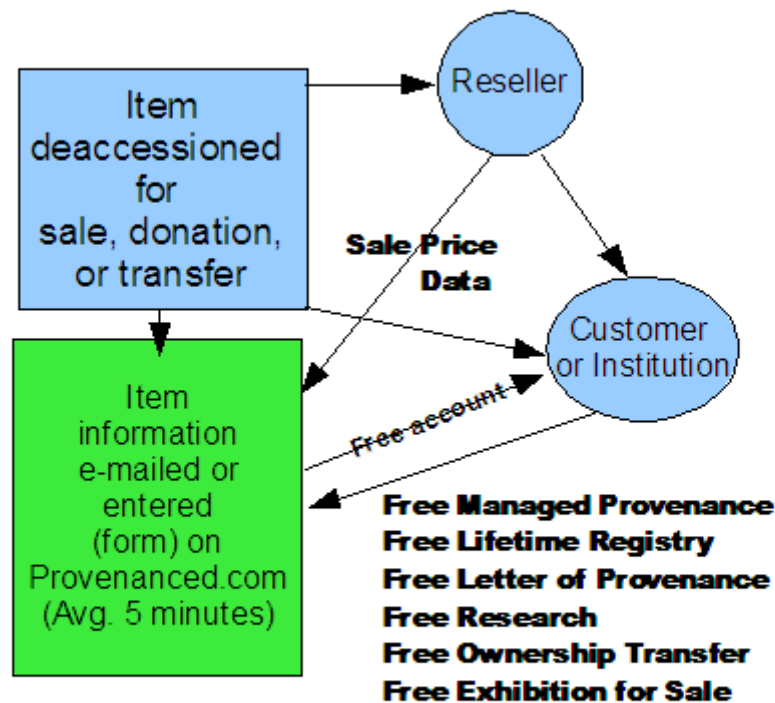 Item
deaccessioned
for
sale, donation,
or transfer
Reseller
Sale Price
Data
Customer
or Institution
Item
information
e-mailed or
entered
(form) on
Provenanced.com
(Avg. 5 minutes)
Free account
Free Managed Provenance
Free Lifetime Registry
Free Letter of Provenance
Free Research
Free Ownership Transfer
Free Exhibition for Sale